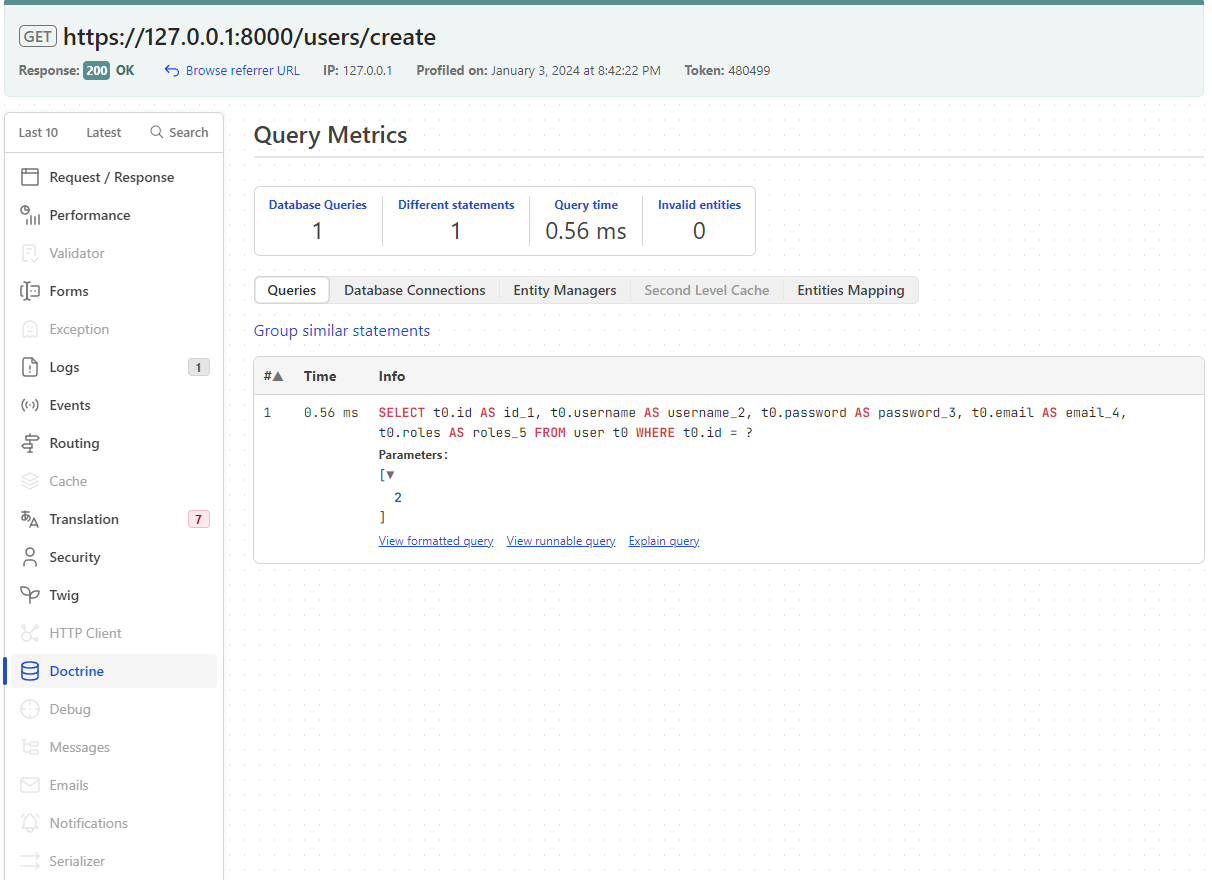 GET https://127.0.0.1:8000/users/create
Response: 200 OK Browse referrer URL IP: 127.0.0.1 Profiled on: January 3, 2024 at 8:42:22 PM Token: 480499
Last 10 Latest Search
Request / Response
Performance
Validator
Forms
Exception
Logs 1
Events
Routing
Cache
Translation 7
Security
Twig
HTTP Client
Doctrine
Debug
Messages
Emails
Notifications
Serializer
Query Metrics
Database Queries Different statements Query time Invalid entities
1 1 0.56 ms 0
Queries Database Connections Entity Managers Second Level Cache Entities Mapping
Group similar statements
#▲ Time Info
1 0.56 ms SELECT t0.id AS id_1, t0.username AS username_2, t0.password AS password_3, t0.email AS email_4,
t0.roles AS roles_5 FROM user t0 WHERE t0.id = ?
Parameters:
[▼
2
]
View formatted query View runnable query Explain query